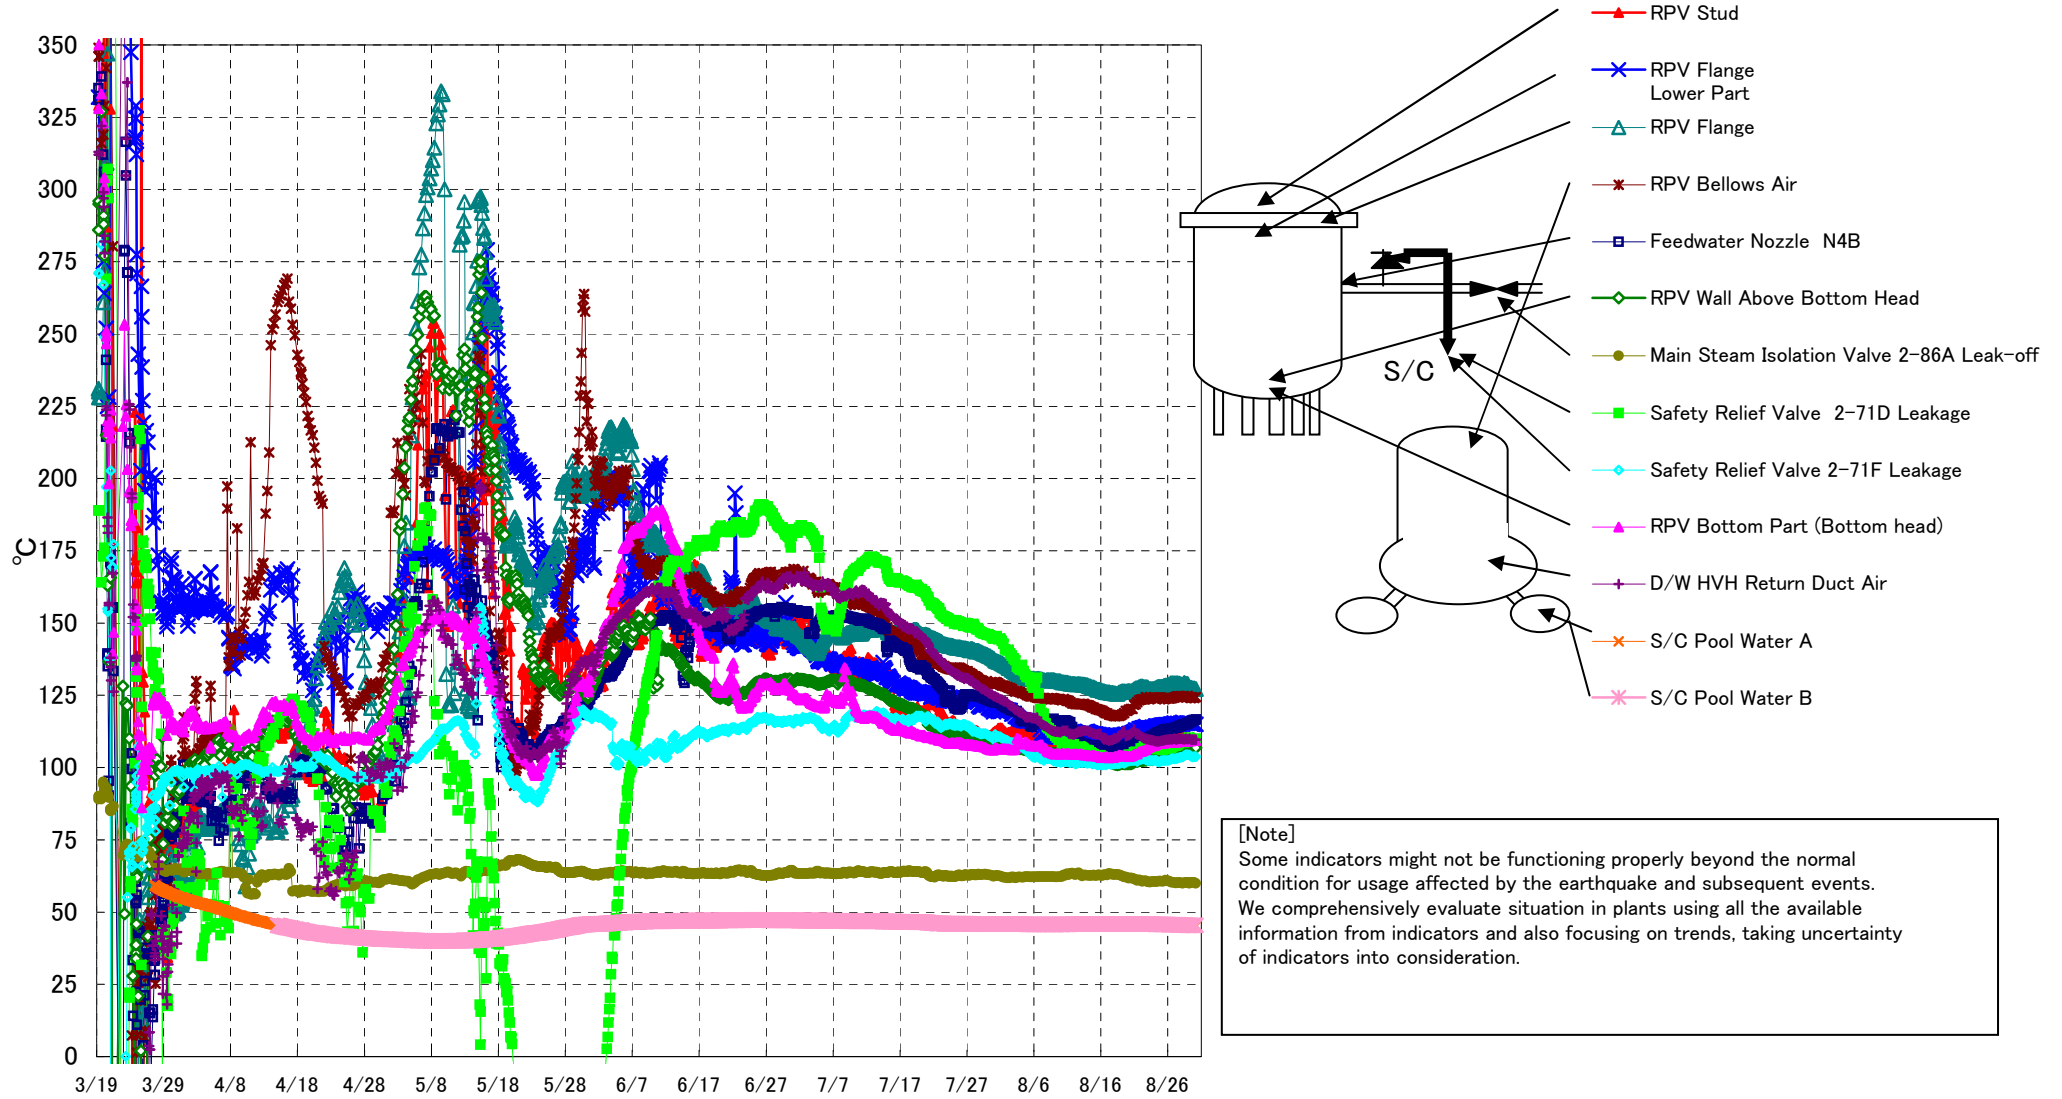 350
325
300
275
250
225
200
175
150
125
100
75
50
25
0
℃
3/19 3/29 4/8 4/18 4/28 5/8 5/18 5/28 6/7 6/17 6/27 7/7 7/17 7/27 8/6 8/16 8/26
RPV Stud
RPV Flange
Lower Part
RPV Flange
RPV Bellows Air
Feedwater Nozzle N4B
RPV Wall Above Bottom Head
Main Steam Isolation Valve 2-86A Leak-off
Safety Relief Valve 2-71D Leakage
Safety Relief Valve 2-71F Leakage
RPV Bottom Part (Bottom head)
D/W HVH Return Duct Air
S/C Pool Water A
S/C Pool Water B
S/C
[Note]
Some indicators might not be functioning properly beyond the normal
condition for usage affected by the earthquake and subsequent events.
We comprehensively evaluate situation in plants using all the available
information from indicators and also focusing on trends, taking uncertainty
of indicators into consideration.